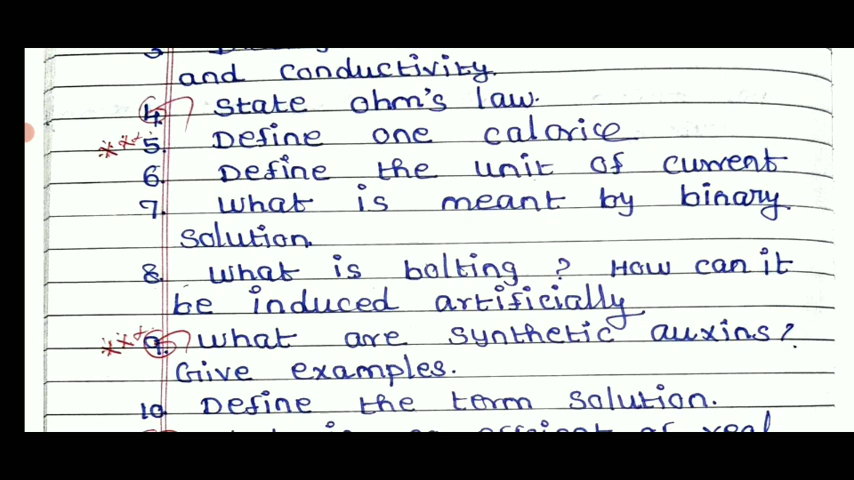 and conductivity.
4. State ohm's law.
*** 5. Define one calorice
6. Define the unit of current
7. What is meant by binary
Solution.
8. What is bolting ? How can it
be induced artificially
*** 9. What are synthetic auxins?
Give examples.
10. Define the term solution.